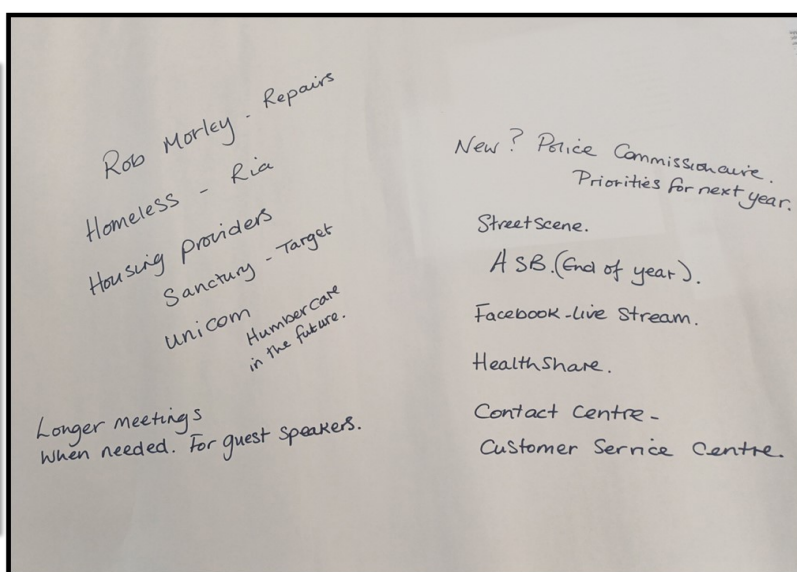 Rob Morley - Repairs
Homeless - Ria
Housing Providers
Sanctury - Target
unicom
HumberCare
in the future.
Longer meetings
When needed. For guest speakers.
New? Police Commissionaire.
Priorities for next year.
Streetscene.
ASB. (End of year).
Facebook-live Stream.
HealthShare.
Contact Centre-
Customer Service Centre.